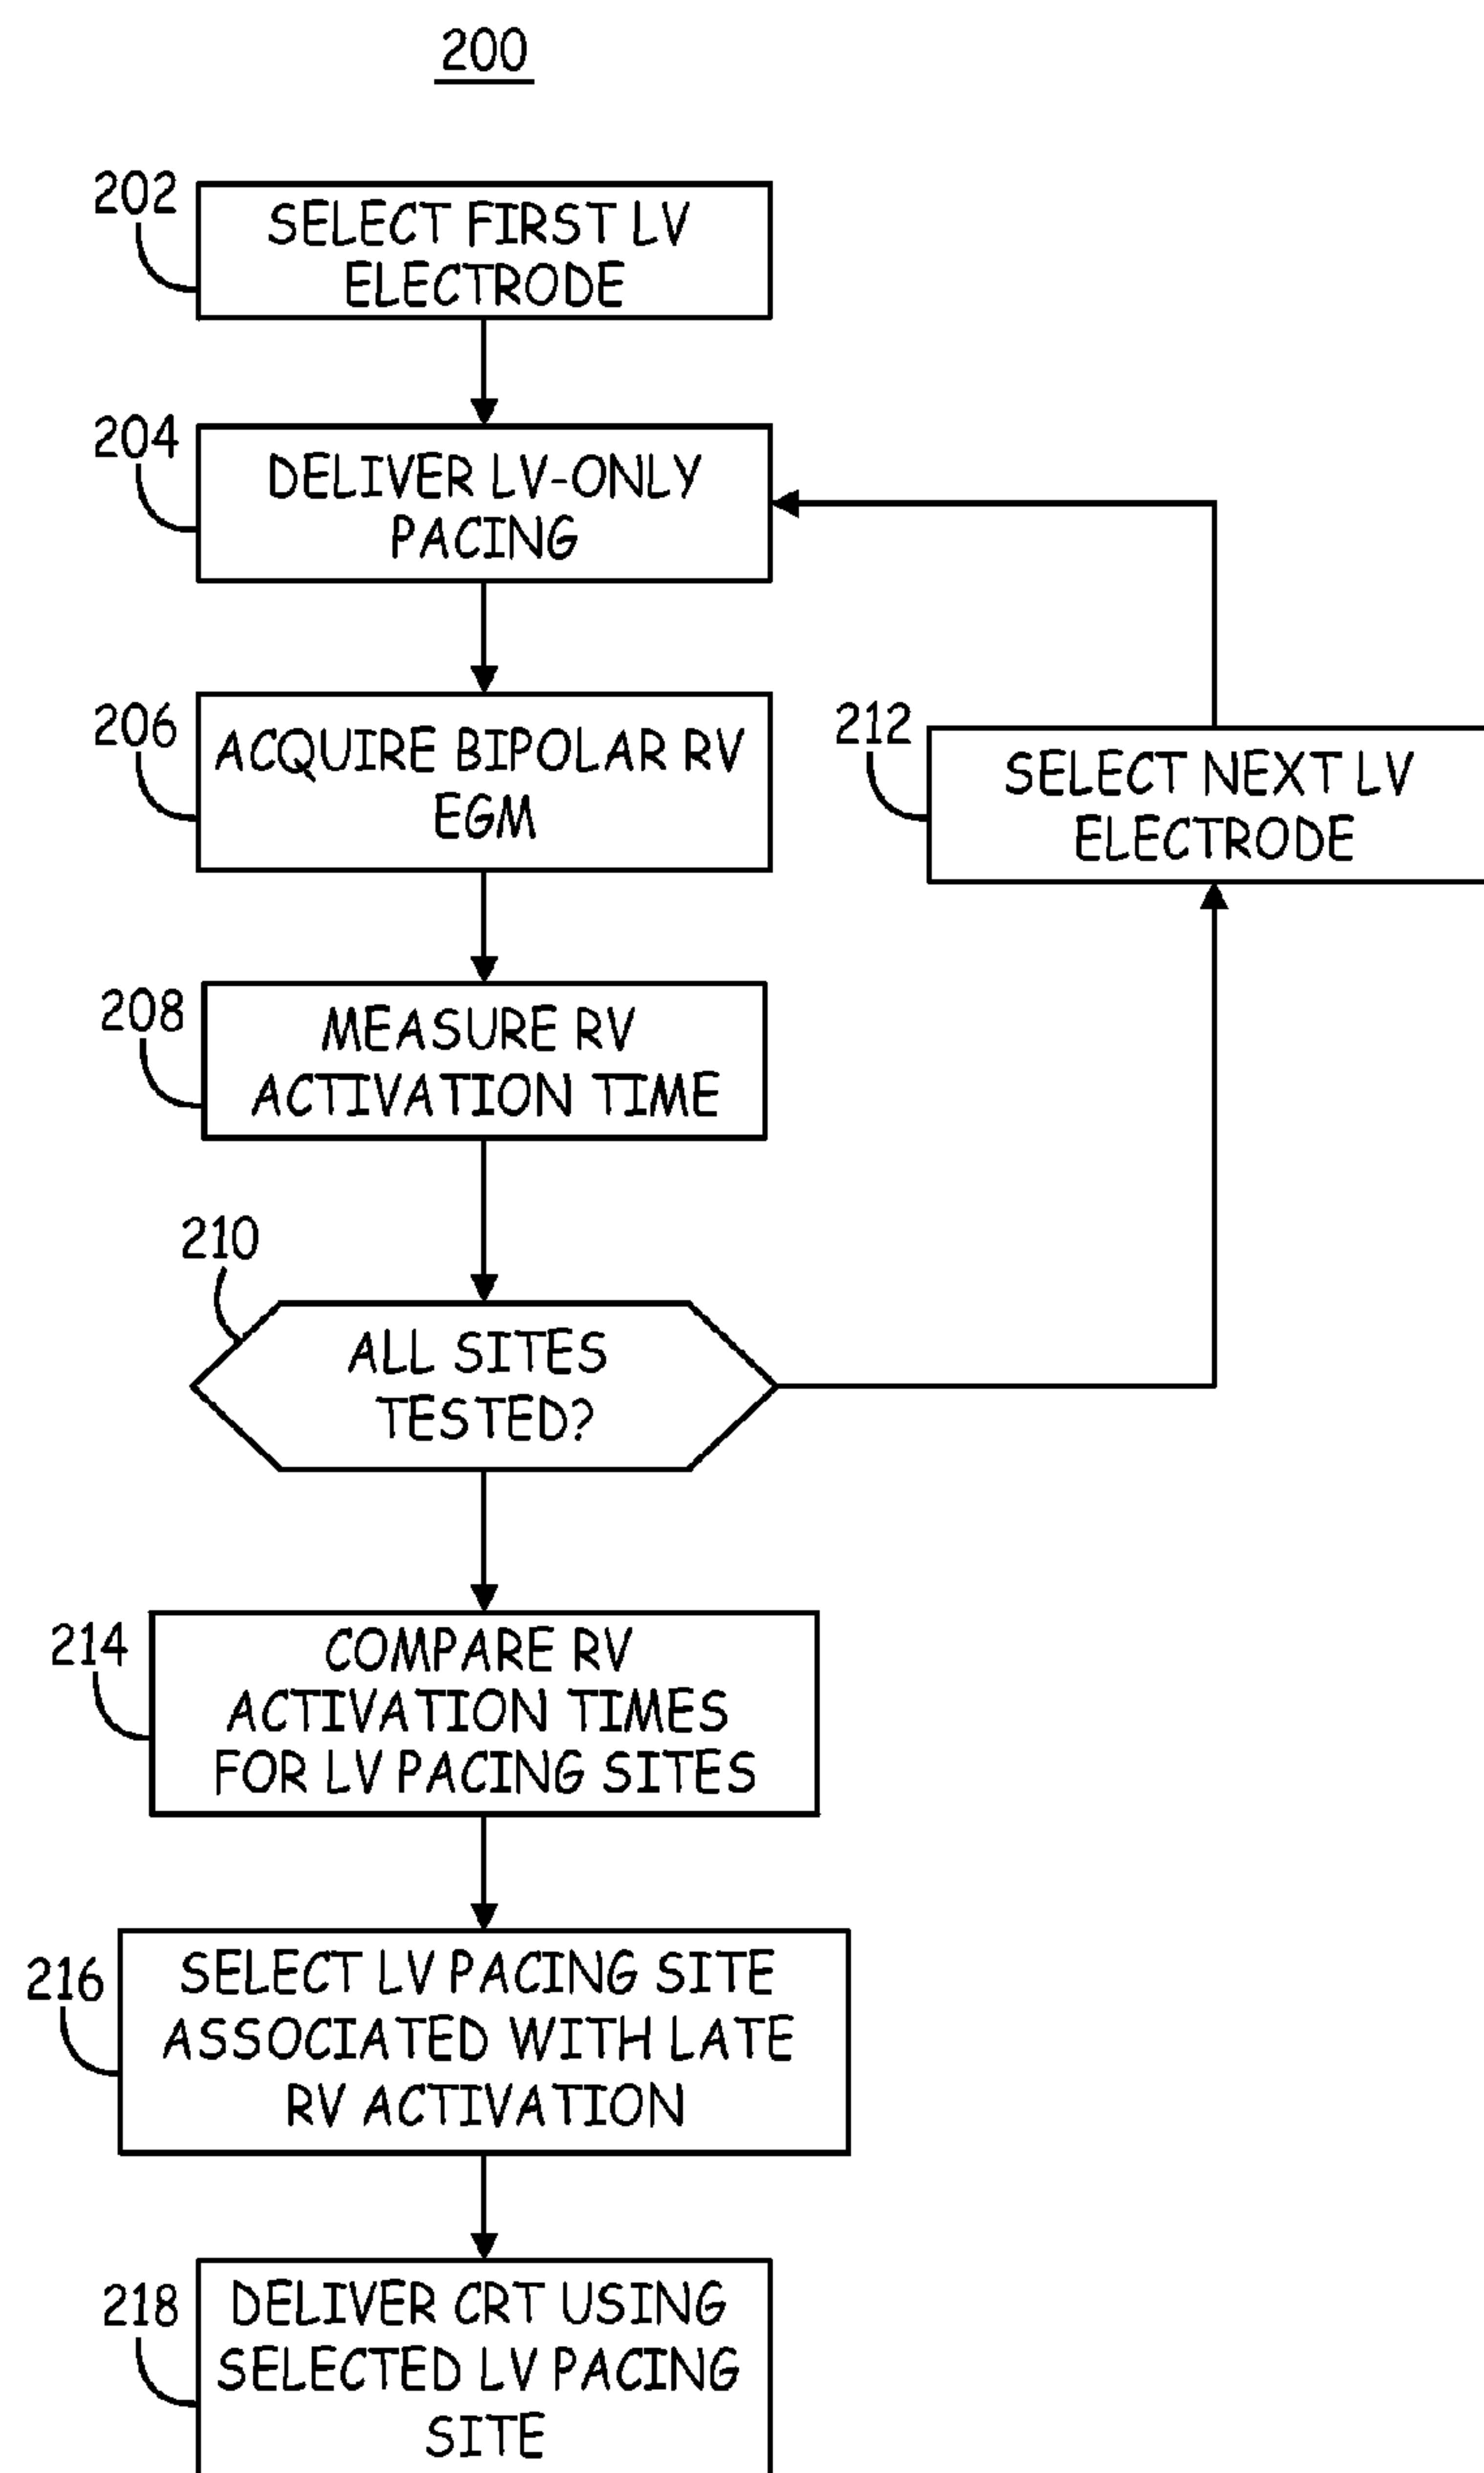 200
202
SELECT FIRST LV
ELECTRODE
204
DELIVER LV-ONLY
PACING
206
ACQUIRE BIPOLAR RV
EGM
212
SELECT NEXT LV
ELECTRODE
208
MEASURE RV
ACTIVATION TIME
210
ALL SITES
TESTED?
214
COMPARE RV
ACTIVATION TIMES
FOR LV PACING SITES
216
SELECT LV PACING SITE
ASSOCIATED WITH LATE
RV ACTIVATION
218
DELIVER CRT USING
SELECTED LV PACING
SITE